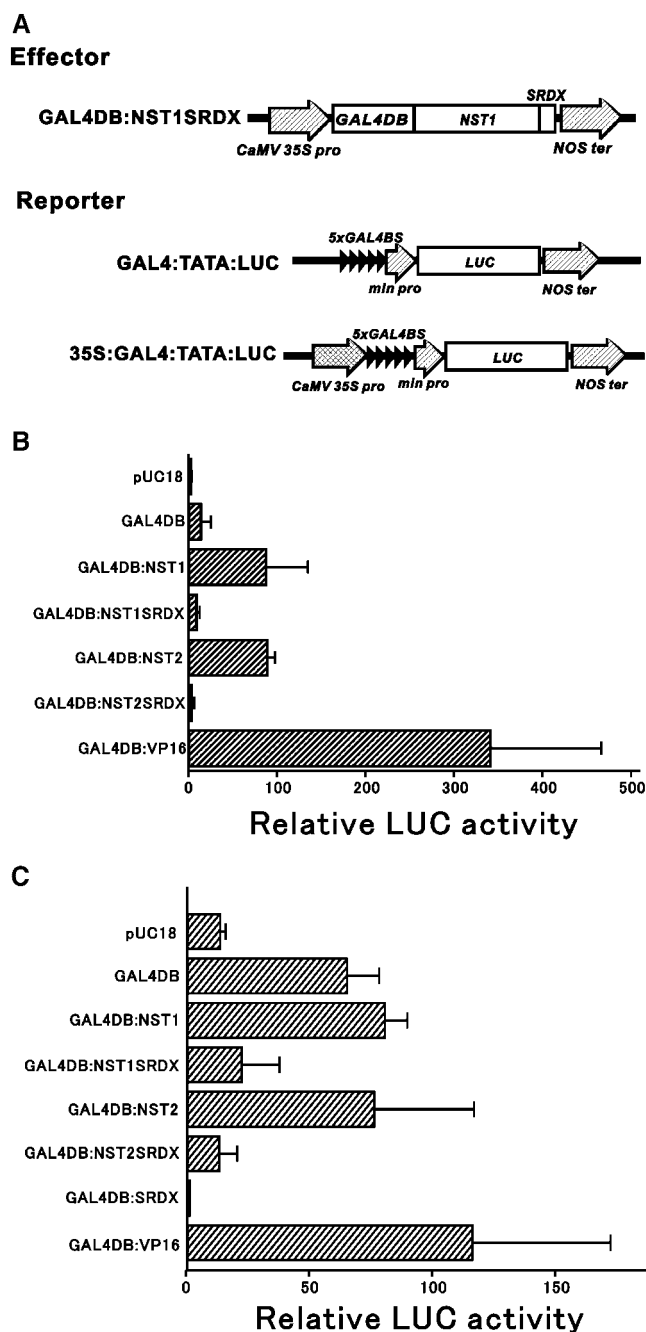 A
Effector
SRDX
GAL4DB:NST1SRDX
GAL4DB
NST1
CaMV 35S pro
NOS ter
Reporter
5xGAL4BS
GAL4:TATA:LUC
LUC
min pro
NOS ter
5xGAL4BS
35S:GAL4:TATA:LUC
LUC
CaMV 35S pro
min pro
NOS ter
B
pUC18
GAL4DB
GAL4DB:NST1
GAL4DB:NST1SRDX
GAL4DB:NST2
GAL4DB:NST2SRDX
GAL4DB:VP16
0 100 200 300 400 500
Relative LUC activity
C
pUC18
GAL4DB
GAL4DB:NST1
GAL4DB:NST1SRDX
GAL4DB:NST2
GAL4DB:NST2SRDX
GAL4DB:SRDX
GAL4DB:VP16
0 50 100 150
Relative LUC activity